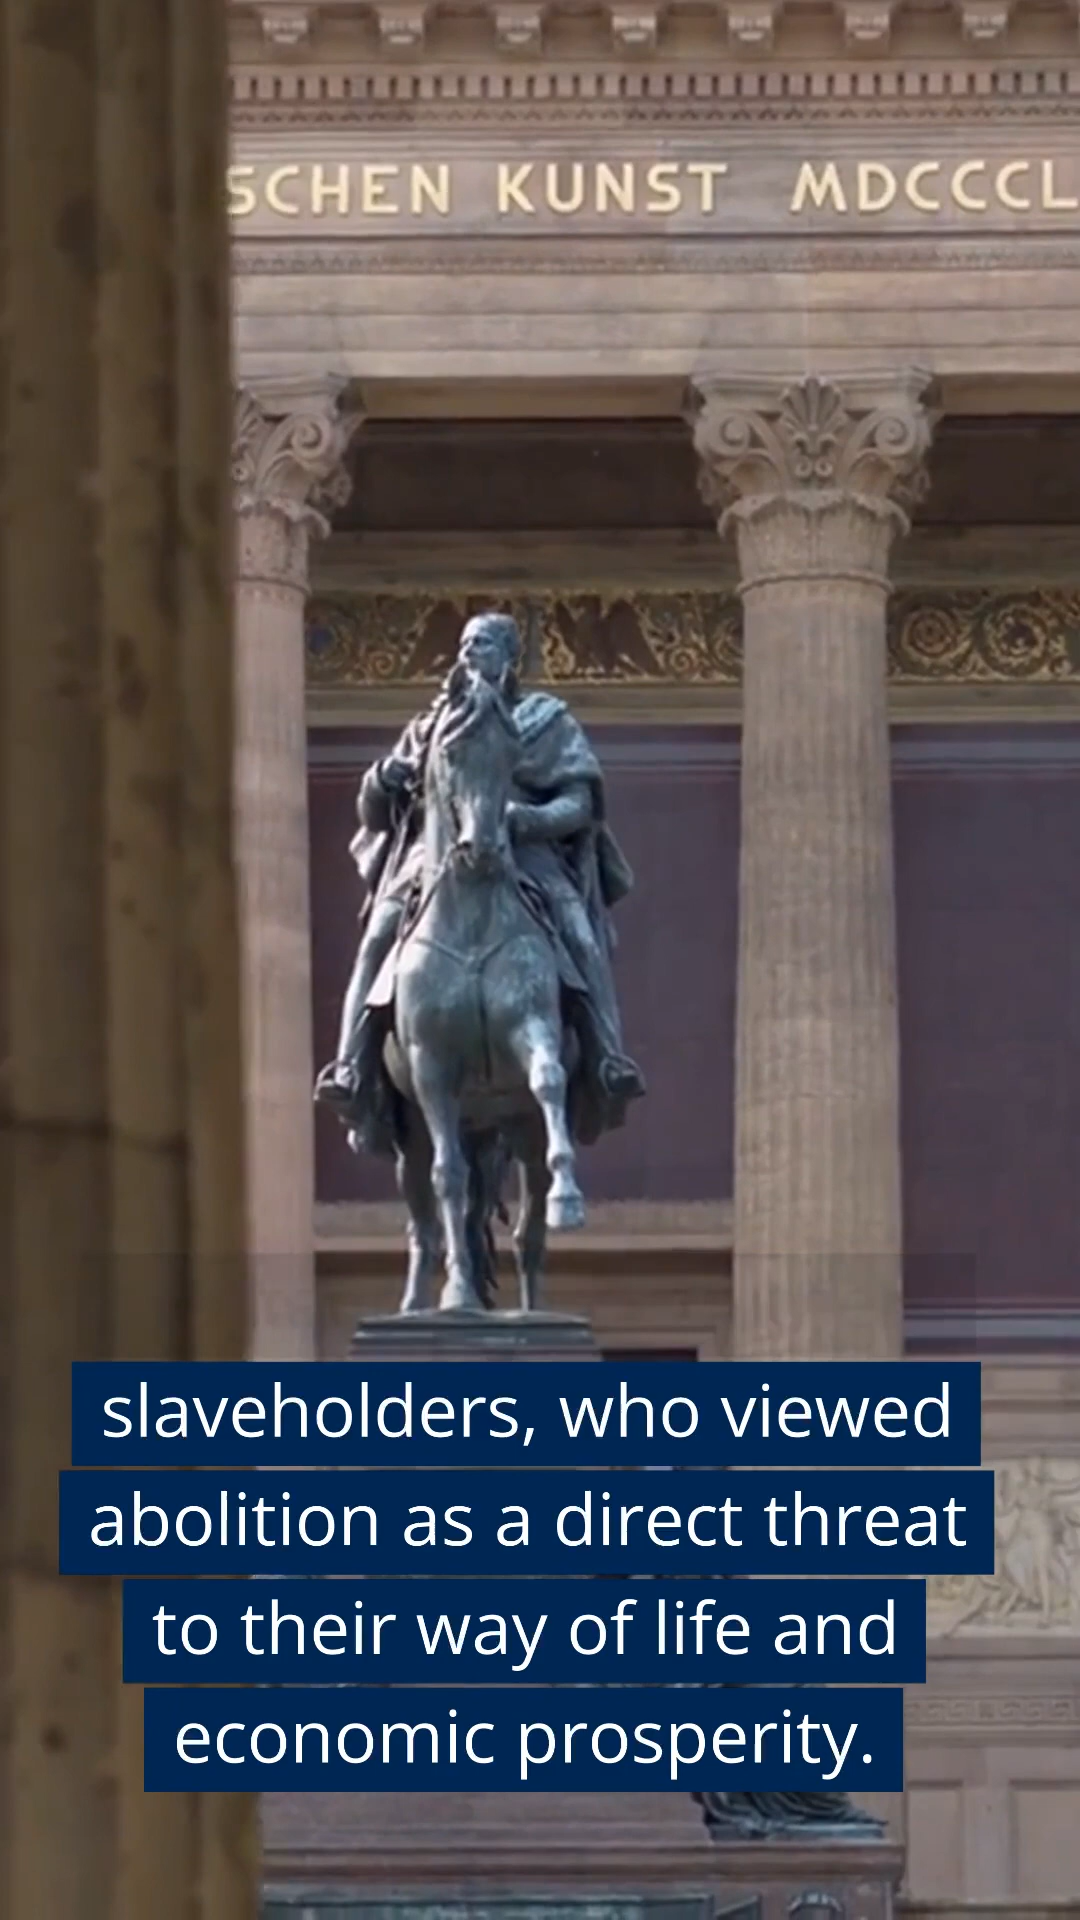 SCHEN KUNST MDCCCL
slaveholders, who viewed
abolition as a direct threat
to their way of life and
economic prosperity.